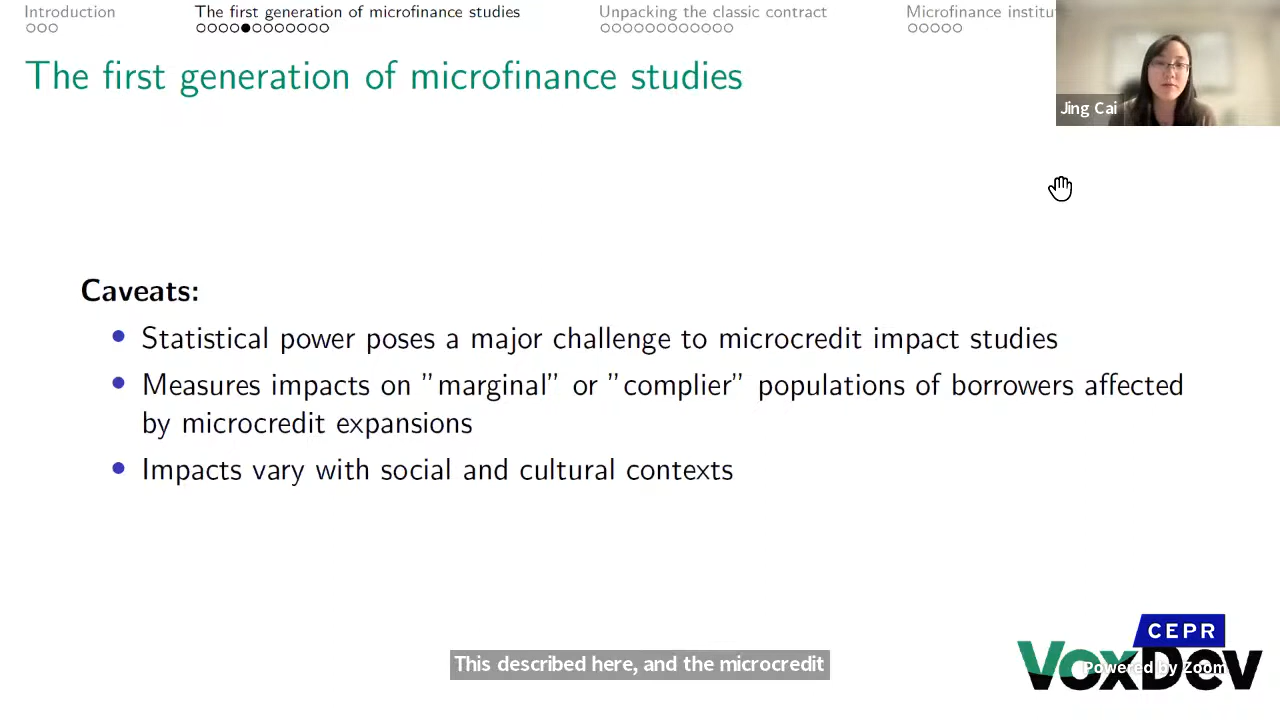 Introduction
The first generation of microfinance studies
Unpacking the classic contract
Microfinance institu
The first generation of microfinance studies
Jing Cai
Caveats:
Statistical power poses a major challenge to microcredit impact studies
Measures impacts on ”marginal” or ”complier” populations of borrowers affected
by microcredit expansions
Impacts vary with social and cultural contexts
This described here, and the microcredit
CEPR
VoxDev
Powered by Zoom